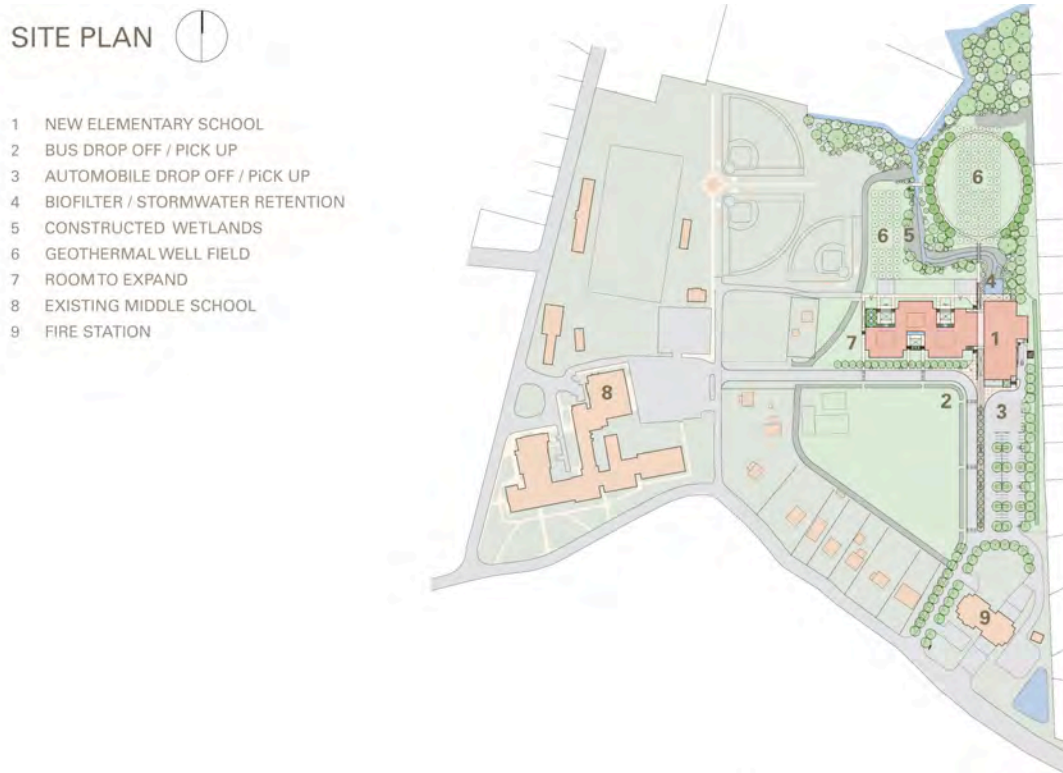 SITE PLAN
1 NEW ELEMENTARY SCHOOL
2 BUS DROP OFF / PICK UP
3 AUTOMOBILE DROP OFF / PiCK UP
4 BIOFILTER / STORMWATER RETENTION
5 CONSTRUCTED WETLANDS
6 GEOTHERMAL WELL FIELD
7 ROOM TO EXPAND
8 EXISTING MIDDLE SCHOOL
9 FIRE STATION
6
6
5
4
1
7
8
2
3
9